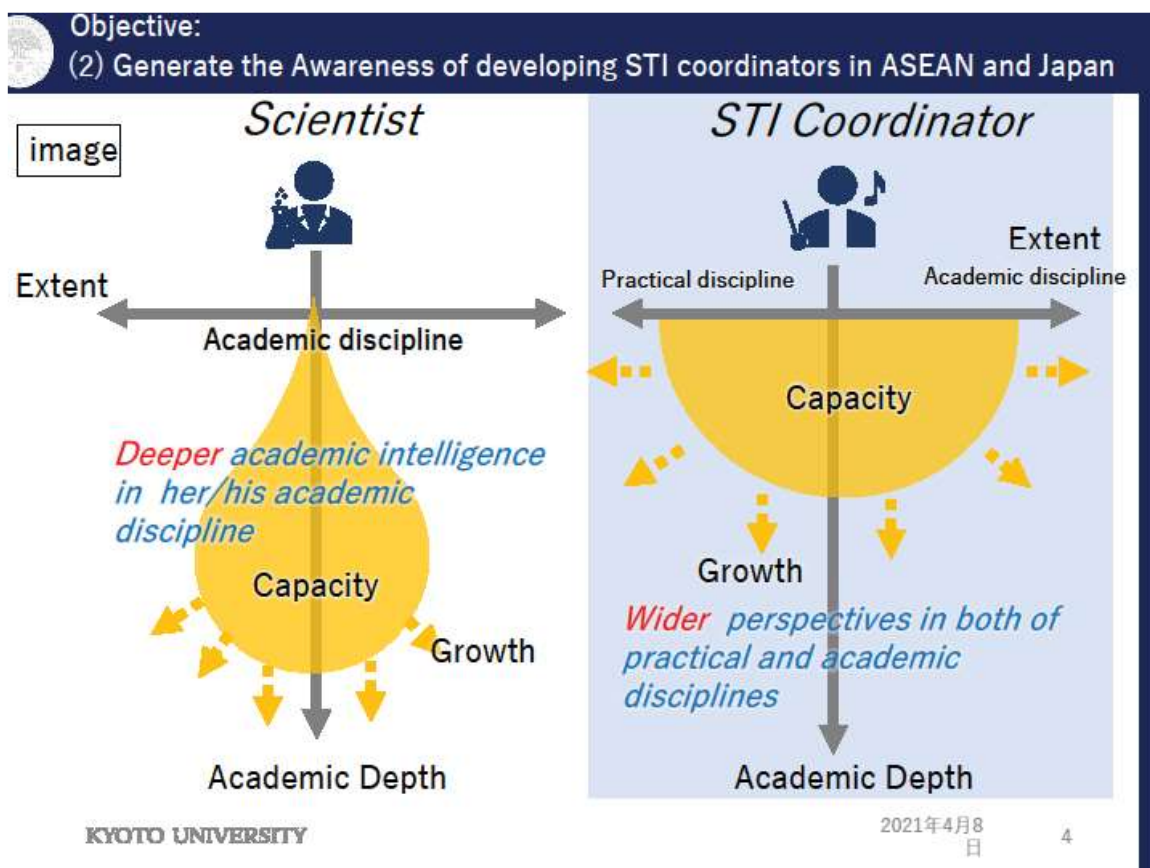 Objective:
(2) Generate the Awareness of developing STI coordinators in ASEAN and Japan
Scientist
image
Extent
Academic discipline
Deeper academic intelligence
in her/his academic
discipline
Capacity
Growth
Academic Depth
STI Coordinator
Extent
Practical discipline
Academic discipline
Capacity
Growth
Wider perspectives in both of
practical and academic
disciplines
Academic Depth
KYOTO UNIVERSITY
2021年4月8
日
4